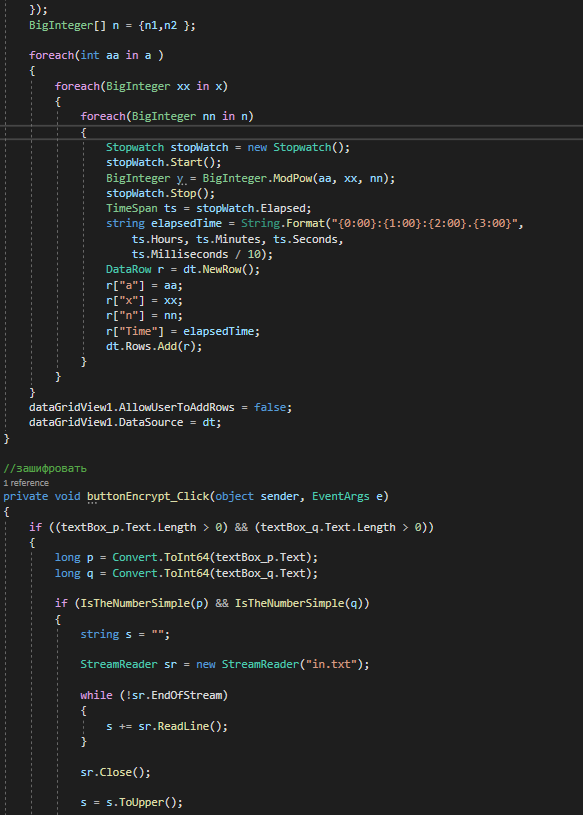 });
BigInteger[] n = {n1,n2 };
foreach(int aa in a )
{
foreach(BigInteger xx in x)
{
foreach(BigInteger nn in n)
{
Stopwatch stopWatch = new Stopwatch();
stopWatch.Start();
BigInteger y = BigInteger.ModPow(aa, xx, nn);
stopWatch.Stop();
TimeSpan ts = stopWatch.Elapsed;
string elapsedTime = String.Format("{0:00}:{1:00}:{2:00}.{3:00}",
ts.Hours, ts.Minutes, ts.Seconds,
ts.Milliseconds / 10);
DataRow r = dt.NewRow();
r["a"] = aa;
r["x"] = xx;
r["n"] = nn;
r["Time"] = elapsedTime;
dt.Rows.Add(r);
}
}
}
dataGridView1.AllowUserToAddRows = false;
dataGridView1.DataSource = dt;
}
//зашифровать
1 reference
private void buttonEncrypt_Click(object sender, EventArgs e)
{
if ((textBox_p.Text.Length > 0) && (textBox_q.Text.Length > 0))
{
long p = Convert.ToInt64(textBox_p.Text);
long q = Convert.ToInt64(textBox_q.Text);
if (IsTheNumberSimple(p) && IsTheNumberSimple(q))
{
string s = "";
StreamReader sr = new StreamReader("in.txt");
while (!sr.EndOfStream)
{
s += sr.ReadLine();
}
sr.Close();
s = s.ToUpper();